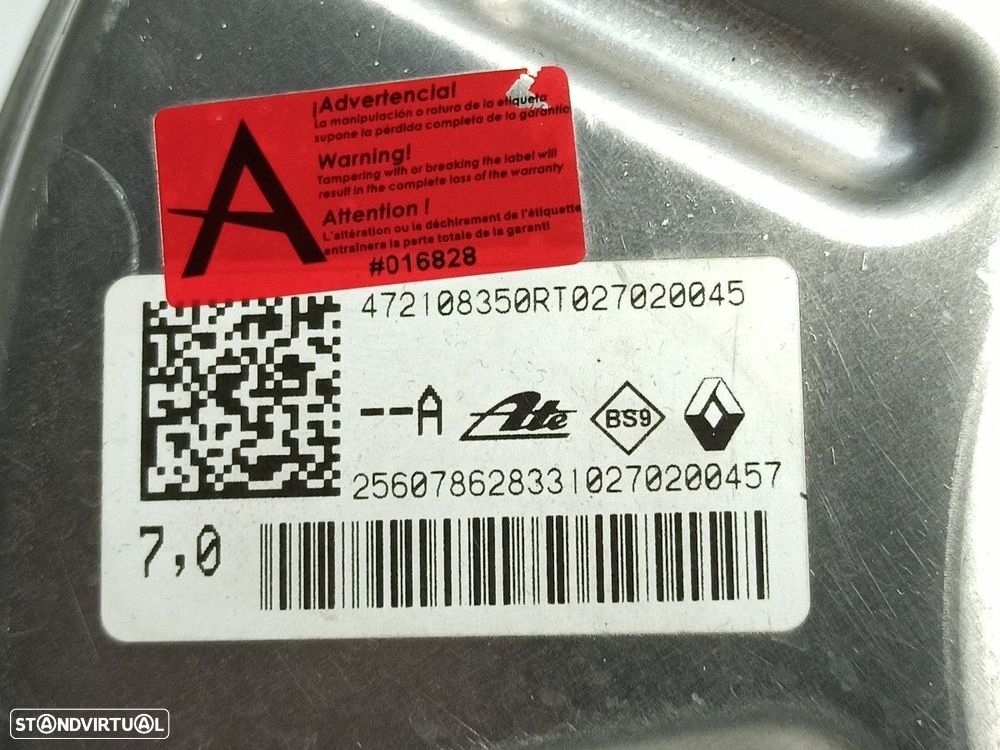 ¡Advertencia!
La manipulación o rotura de la etiqueta
supone la pérdida completa de la garantía
Warning!
Tampering with or breaking the label will
result in the complete loss of the warranty
Attention !
L'altération ou le déchirement de l'étiquette
entraînera la perte totale de la garanti
#016828
A
472108350RT027020045
--A Ate BS9
25607862833102702004​57
7,0
STANDVIRTUAL